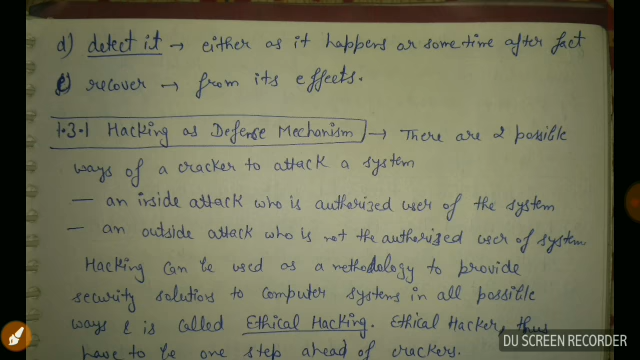 d) detect it → either as it happens or sometime after fact
e) recover → from its effects.
1.3.1 Hacking as Defense Mechanism → There are 2 possible
ways of a cracker to attack a system
— an inside attack who is authorized user of the system
— an outside attack who is not the authorized user of system.
Hacking can be used as a methodology to provide
security solution to computer systems in all possible
ways & is called Ethical Hacking. Ethical Hacker, thus
have to be one step ahead of crackers.
DU SCREEN RECORDER